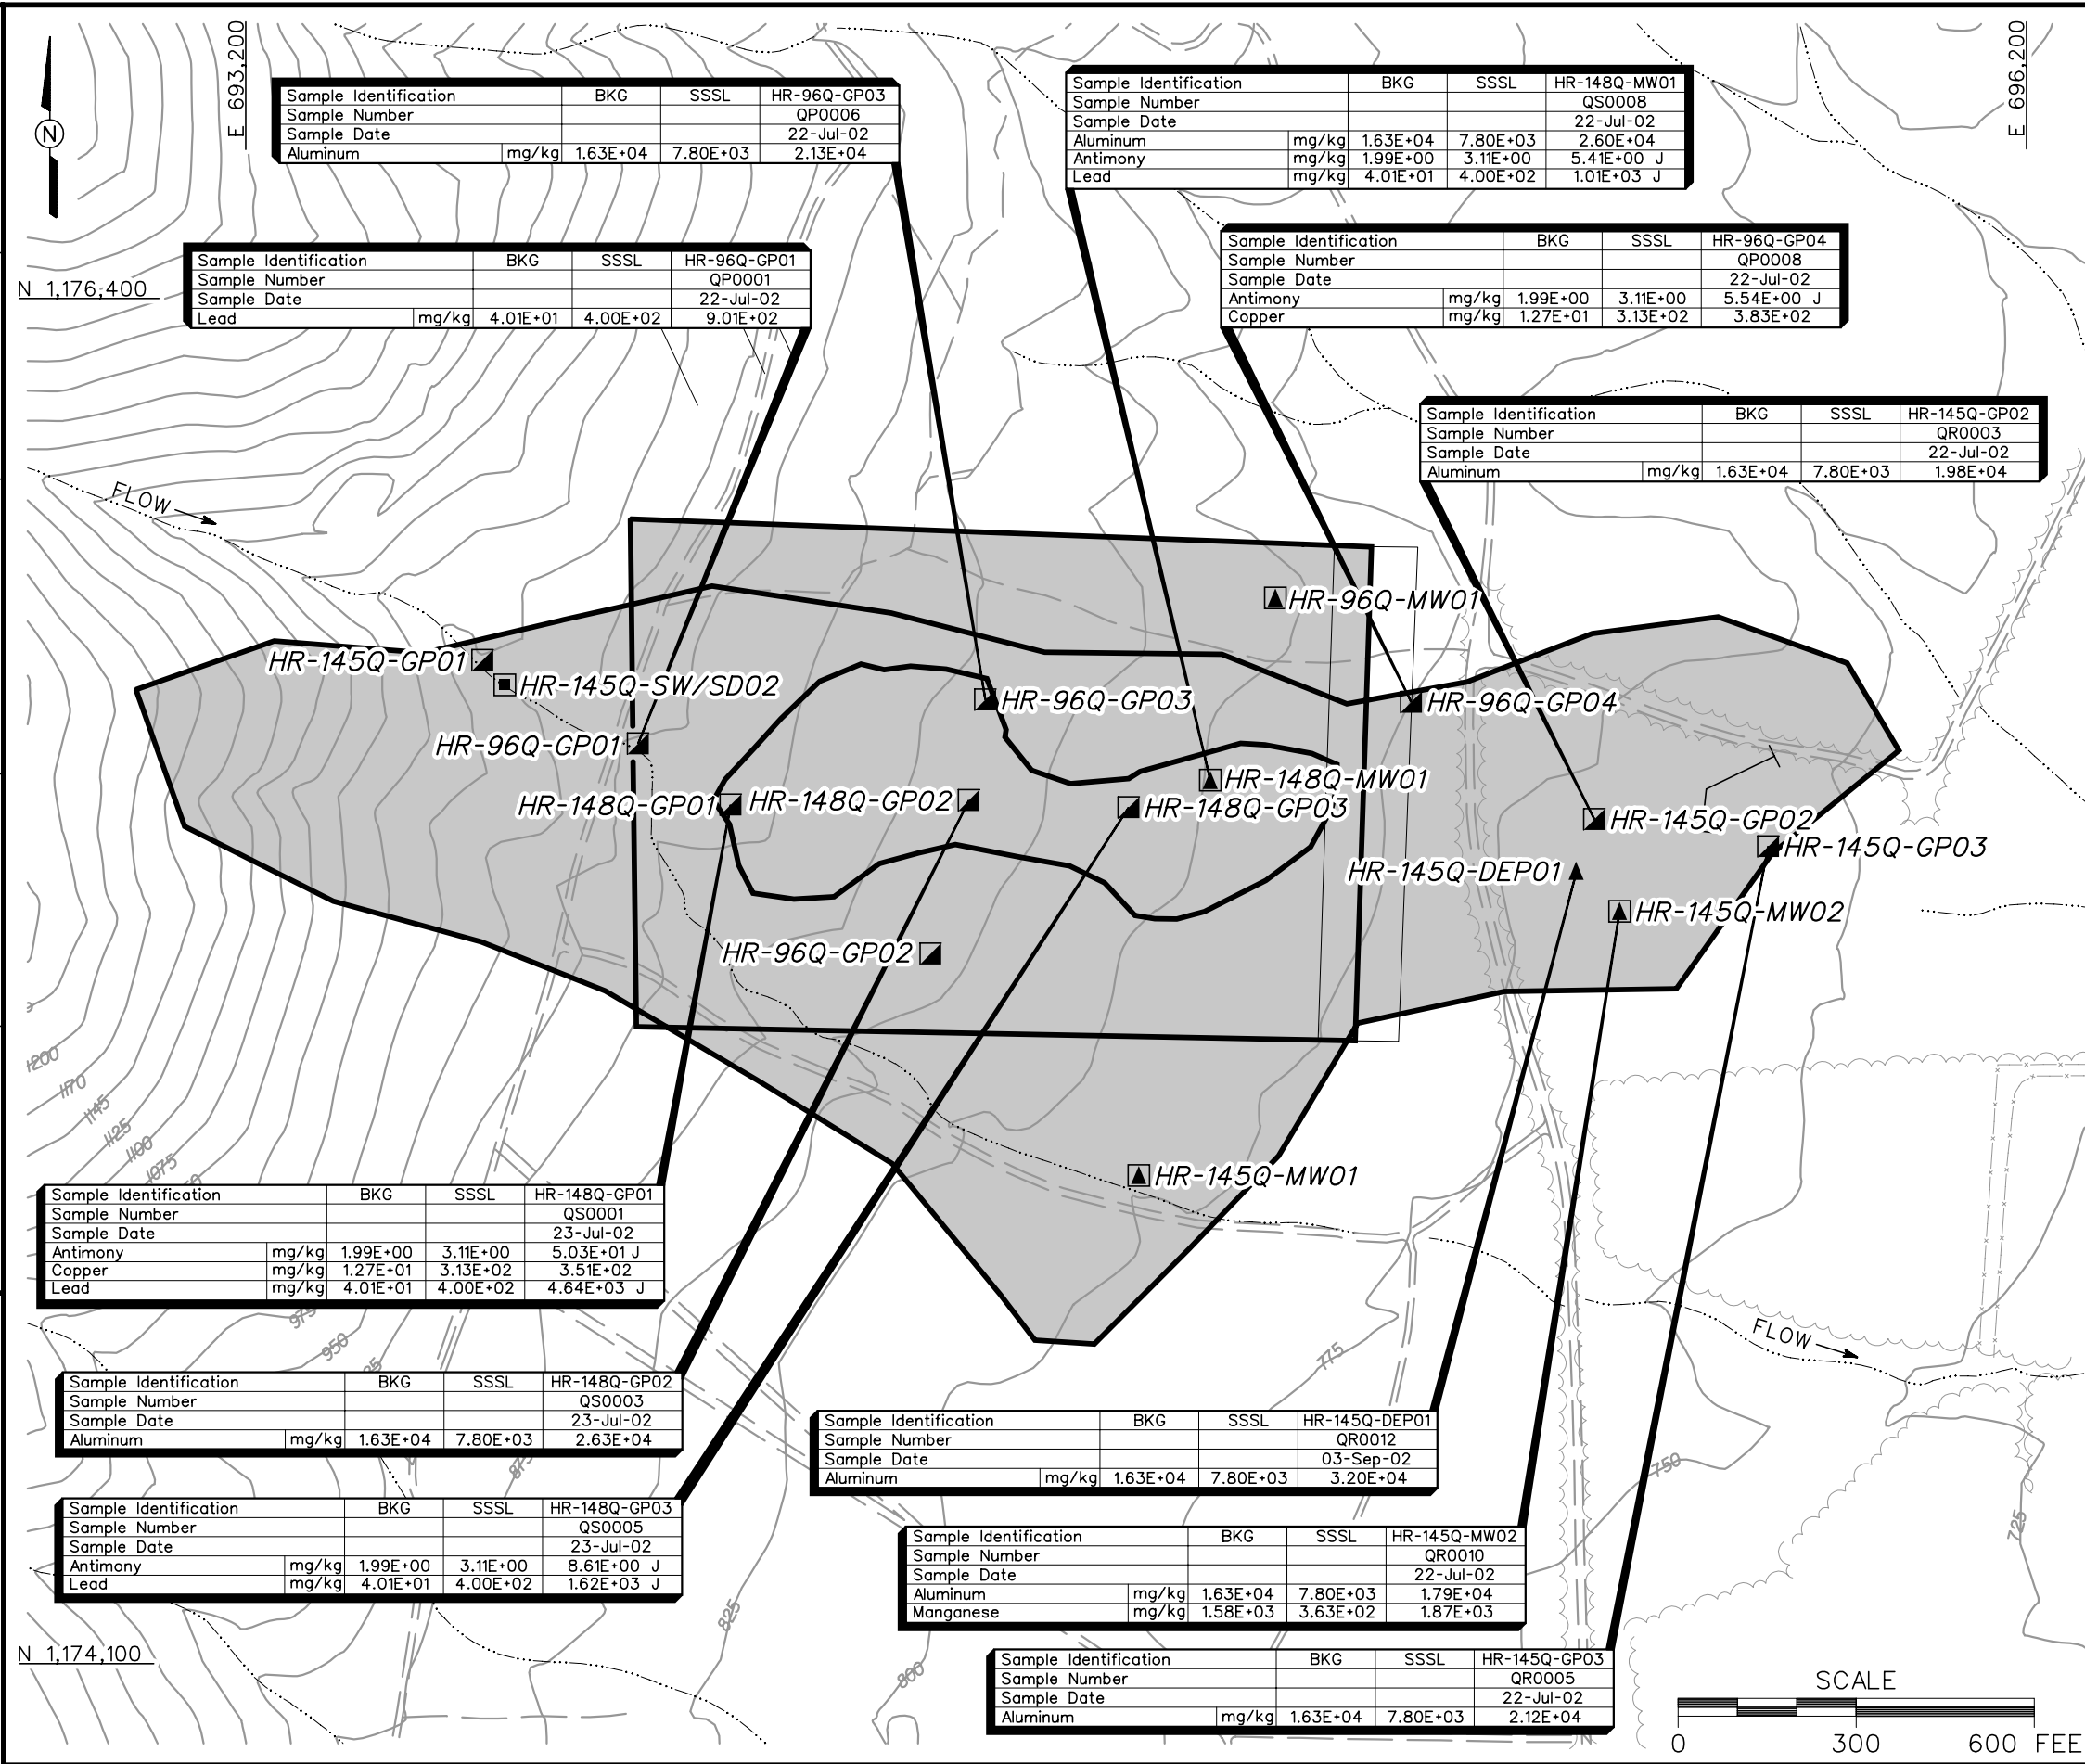 E 693,200
E 696,200
N
N 1,176,400
N 1,174,100
Sample Identification BKG SSSL HR-96Q-GP03
Sample Number QP0006
Sample Date 22-Jul-02
Aluminum mg/kg 1.63E+04 7.80E+03 2.13E+04
Sample Identification BKG SSSL HR-148Q-MW01
Sample Number QS0008
Sample Date 22-Jul-02
Aluminum mg/kg 1.63E+04 7.80E+03 2.60E+04
Antimony mg/kg 1.99E+00 3.11E+00 5.41E+00 J
Lead mg/kg 4.01E+01 4.00E+02 1.01E+03 J
Sample Identification BKG SSSL HR-96Q-GP01
Sample Number QP0001
Sample Date 22-Jul-02
Lead mg/kg 4.01E+01 4.00E+02 9.01E+02
Sample Identification BKG SSSL HR-96Q-GP04
Sample Number QP0008
Sample Date 22-Jul-02
Antimony mg/kg 1.99E+00 3.11E+00 5.54E+00 J
Copper mg/kg 1.27E+01 3.13E+02 3.83E+02
Sample Identification BKG SSSL HR-145Q-GP02
Sample Number QR0003
Sample Date 22-Jul-02
Aluminum mg/kg 1.63E+04 7.80E+03 1.98E+04
FLOW
HR-96Q-MW01
HR-145Q-GP01
HR-145Q-SW/SD02
HR-96Q-GP03
HR-96Q-GP04
HR-96Q-GP01
HR-148Q-MW01
HR-148Q-GP01
HR-148Q-GP02
HR-148Q-GP03
HR-145Q-GP02
HR-145Q-GP03
HR-145Q-DEP01
HR-145Q-MW02
HR-96Q-GP02
HR-145Q-MW01
1200
1170
1145
1125
1100
1075
Sample Identification BKG SSSL HR-148Q-GP01
Sample Number QS0001
Sample Date 23-Jul-02
Antimony mg/kg 1.99E+00 3.11E+00 5.03E+01 J
Copper mg/kg 1.27E+01 3.13E+02 3.51E+02
Lead mg/kg 4.01E+01 4.00E+02 4.64E+03 J
950
775
FLOW
Sample Identification BKG SSSL HR-148Q-GP02
Sample Number QS0003
Sample Date 23-Jul-02
Aluminum mg/kg 1.63E+04 7.80E+03 2.63E+04
Sample Identification BKG SSSL HR-145Q-DEP01
Sample Number QR0012
Sample Date 03-Sep-02
Aluminum mg/kg 1.63E+04 7.80E+03 3.20E+04
750
725
Sample Identification BKG SSSL HR-148Q-GP03
Sample Number QS0005
Sample Date 23-Jul-02
Antimony mg/kg 1.99E+00 3.11E+00 8.61E+00 J
Lead mg/kg 4.01E+01 4.00E+02 1.62E+03 J
Sample Identification BKG SSSL HR-145Q-MW02
Sample Number QR0010
Sample Date 22-Jul-02
Aluminum mg/kg 1.63E+04 7.80E+03 1.79E+04
Manganese mg/kg 1.58E+03 3.63E+02 1.87E+03
825
800
Sample Identification BKG SSSL HR-145Q-GP03
Sample Number QR0005
Sample Date 22-Jul-02
Aluminum mg/kg 1.63E+04 7.80E+03 2.12E+04
SCALE
0 300 600 FEE